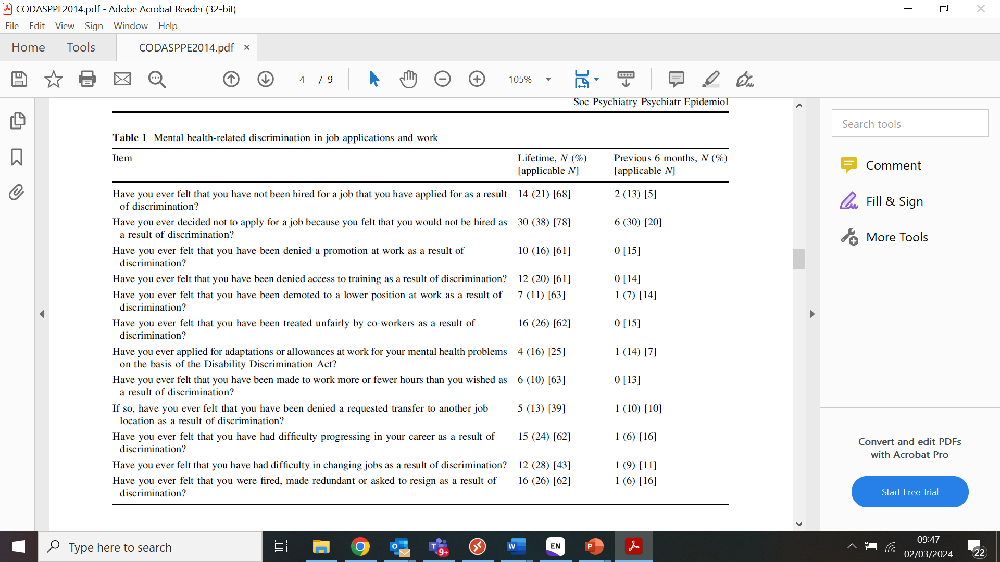 CODASPPE2014.pdf - Adobe Acrobat Reader (32-bit)
File Edit View Sign Window Help
Home Tools CODASPPE2014.pdf ×
4 / 9 105%
Soc Psychiatry Psychiatr Epidemiol
Table 1 Mental health-related discrimination in job applications and work
Item Lifetime, N (%) Previous 6 months, N (%)
[applicable N] [applicable N]
Have you ever felt that you have not been hired for a job that you have applied for as a result 14 (21) [68] 2 (13) [5]
of discrimination?
Have you ever decided not to apply for a job because you felt that you would not be hired as 30 (38) [78] 6 (30) [20]
a result of discrimination?
Have you ever felt that you have been denied a promotion at work as a result of 10 (16) [61] 0 [15]
discrimination?
Have you ever felt that you have been denied access to training as a result of discrimination? 12 (20) [61] 0 [14]
Have you ever felt that you have been demoted to a lower position at work as a result of 7 (11) [63] 1 (7) [14]
discrimination?
Have you ever felt that you have been treated unfairly by co-workers as a result of 16 (26) [62] 0 [15]
discrimination?
Have you ever applied for adaptations or allowances at work for your mental health problems 4 (16) [25] 1 (14) [7]
on the basis of the Disability Discrimination Act?
Have you ever felt that you have been made to work more or fewer hours than you wished as 6 (10) [63] 0 [13]
a result of discrimination?
If so, have you ever felt that you have been denied a requested transfer to another job 5 (13) [39] 1 (10) [10]
location as a result of discrimination?
Have you ever felt that you have had difficulty progressing in your career as a result of 15 (24) [62] 1 (6) [16]
discrimination?
Have you ever felt that you have had difficulty in changing jobs as a result of discrimination? 12 (28) [43] 1 (9) [11]
Have you ever felt that you were fired, made redundant or asked to resign as a result of 16 (26) [62] 1 (6) [16]
discrimination?
Search tools
Comment
Fill & Sign
More Tools
Convert and edit PDFs
with Acrobat Pro
Start Free Trial
Type here to search
O
T 9+
W
EN
P
09:47
02/03/2024
22